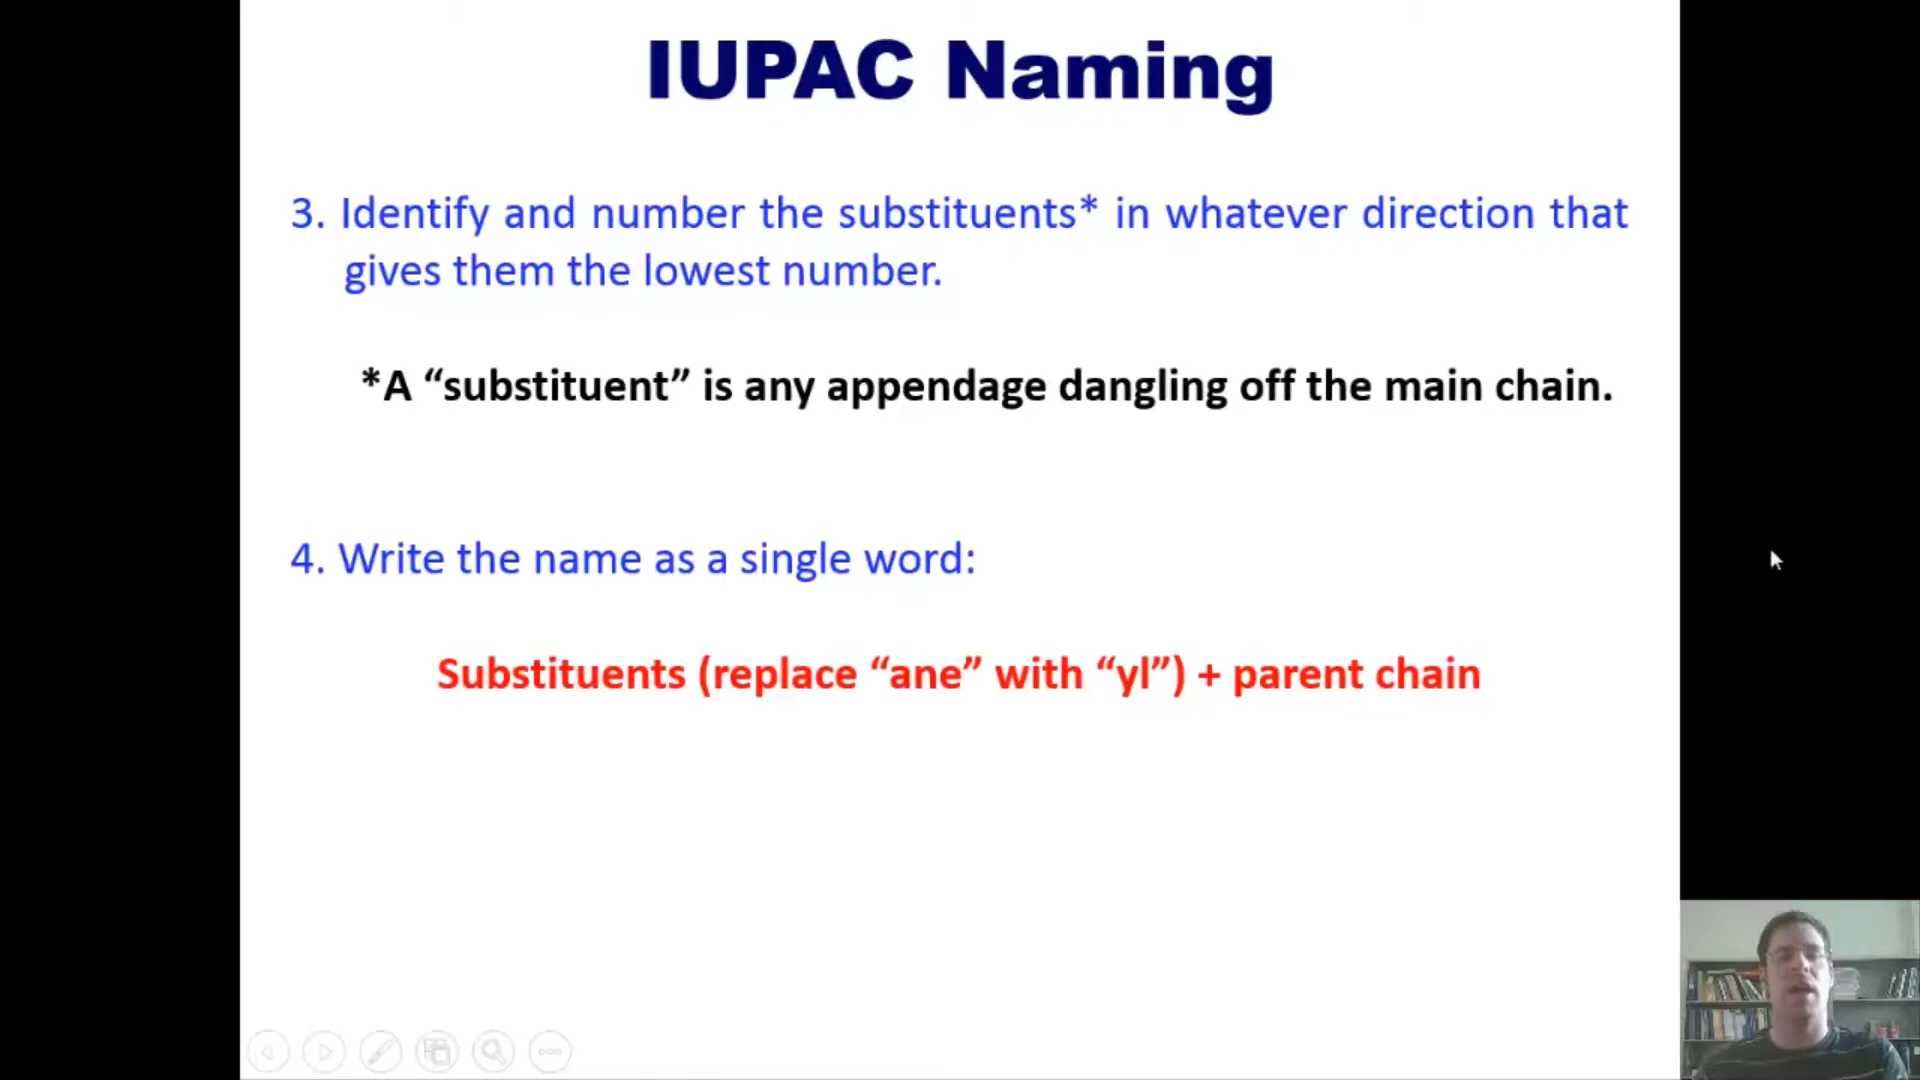 IUPAC Naming
3. Identify and number the substituents* in whatever direction that
gives them the lowest number.
*A “substituent” is any appendage dangling off the main chain.
4. Write the name as a single word:
Substituents (replace “ane” with “yl”) + parent chain